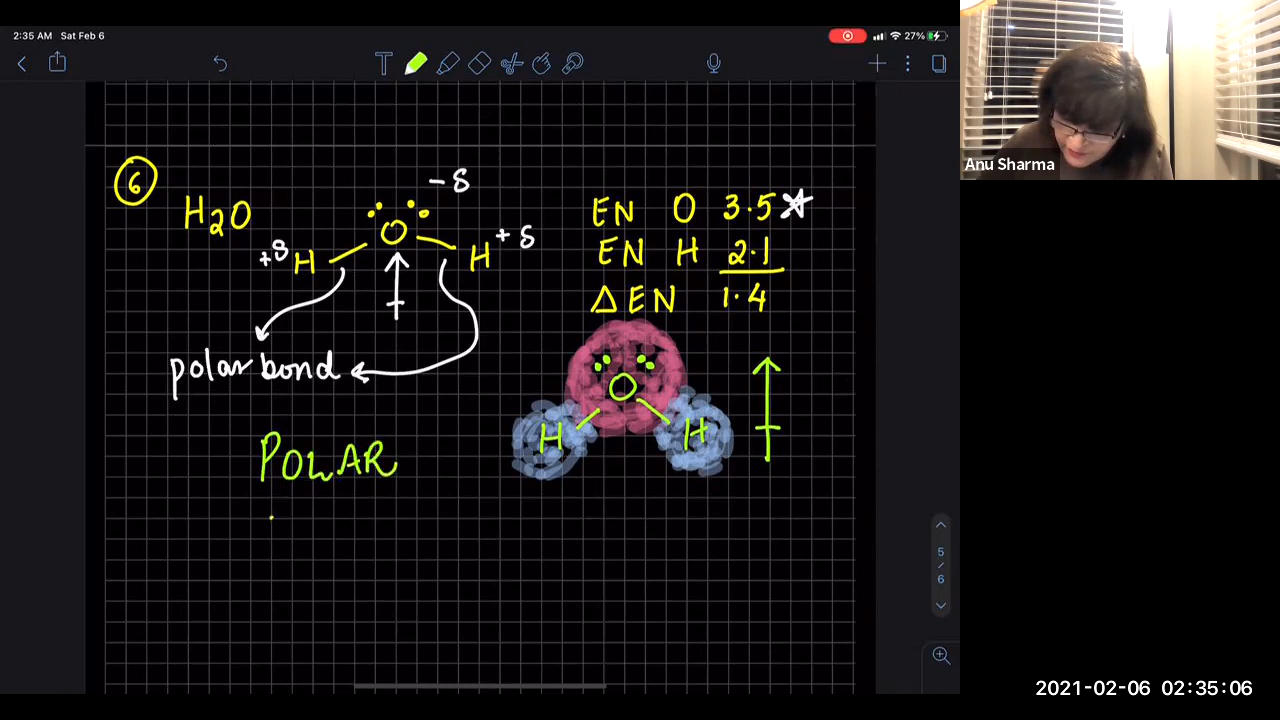 2:35 AM Sat Feb 6
27%
T
Anu Sharma
6
H2O
-δ
O
+δ H
H +δ
EN O 3.5
EN H 2.1
ΔEN 1.4
polar bond
O
H H
POLAR
5
/
6
2021-02-06 02:35:06